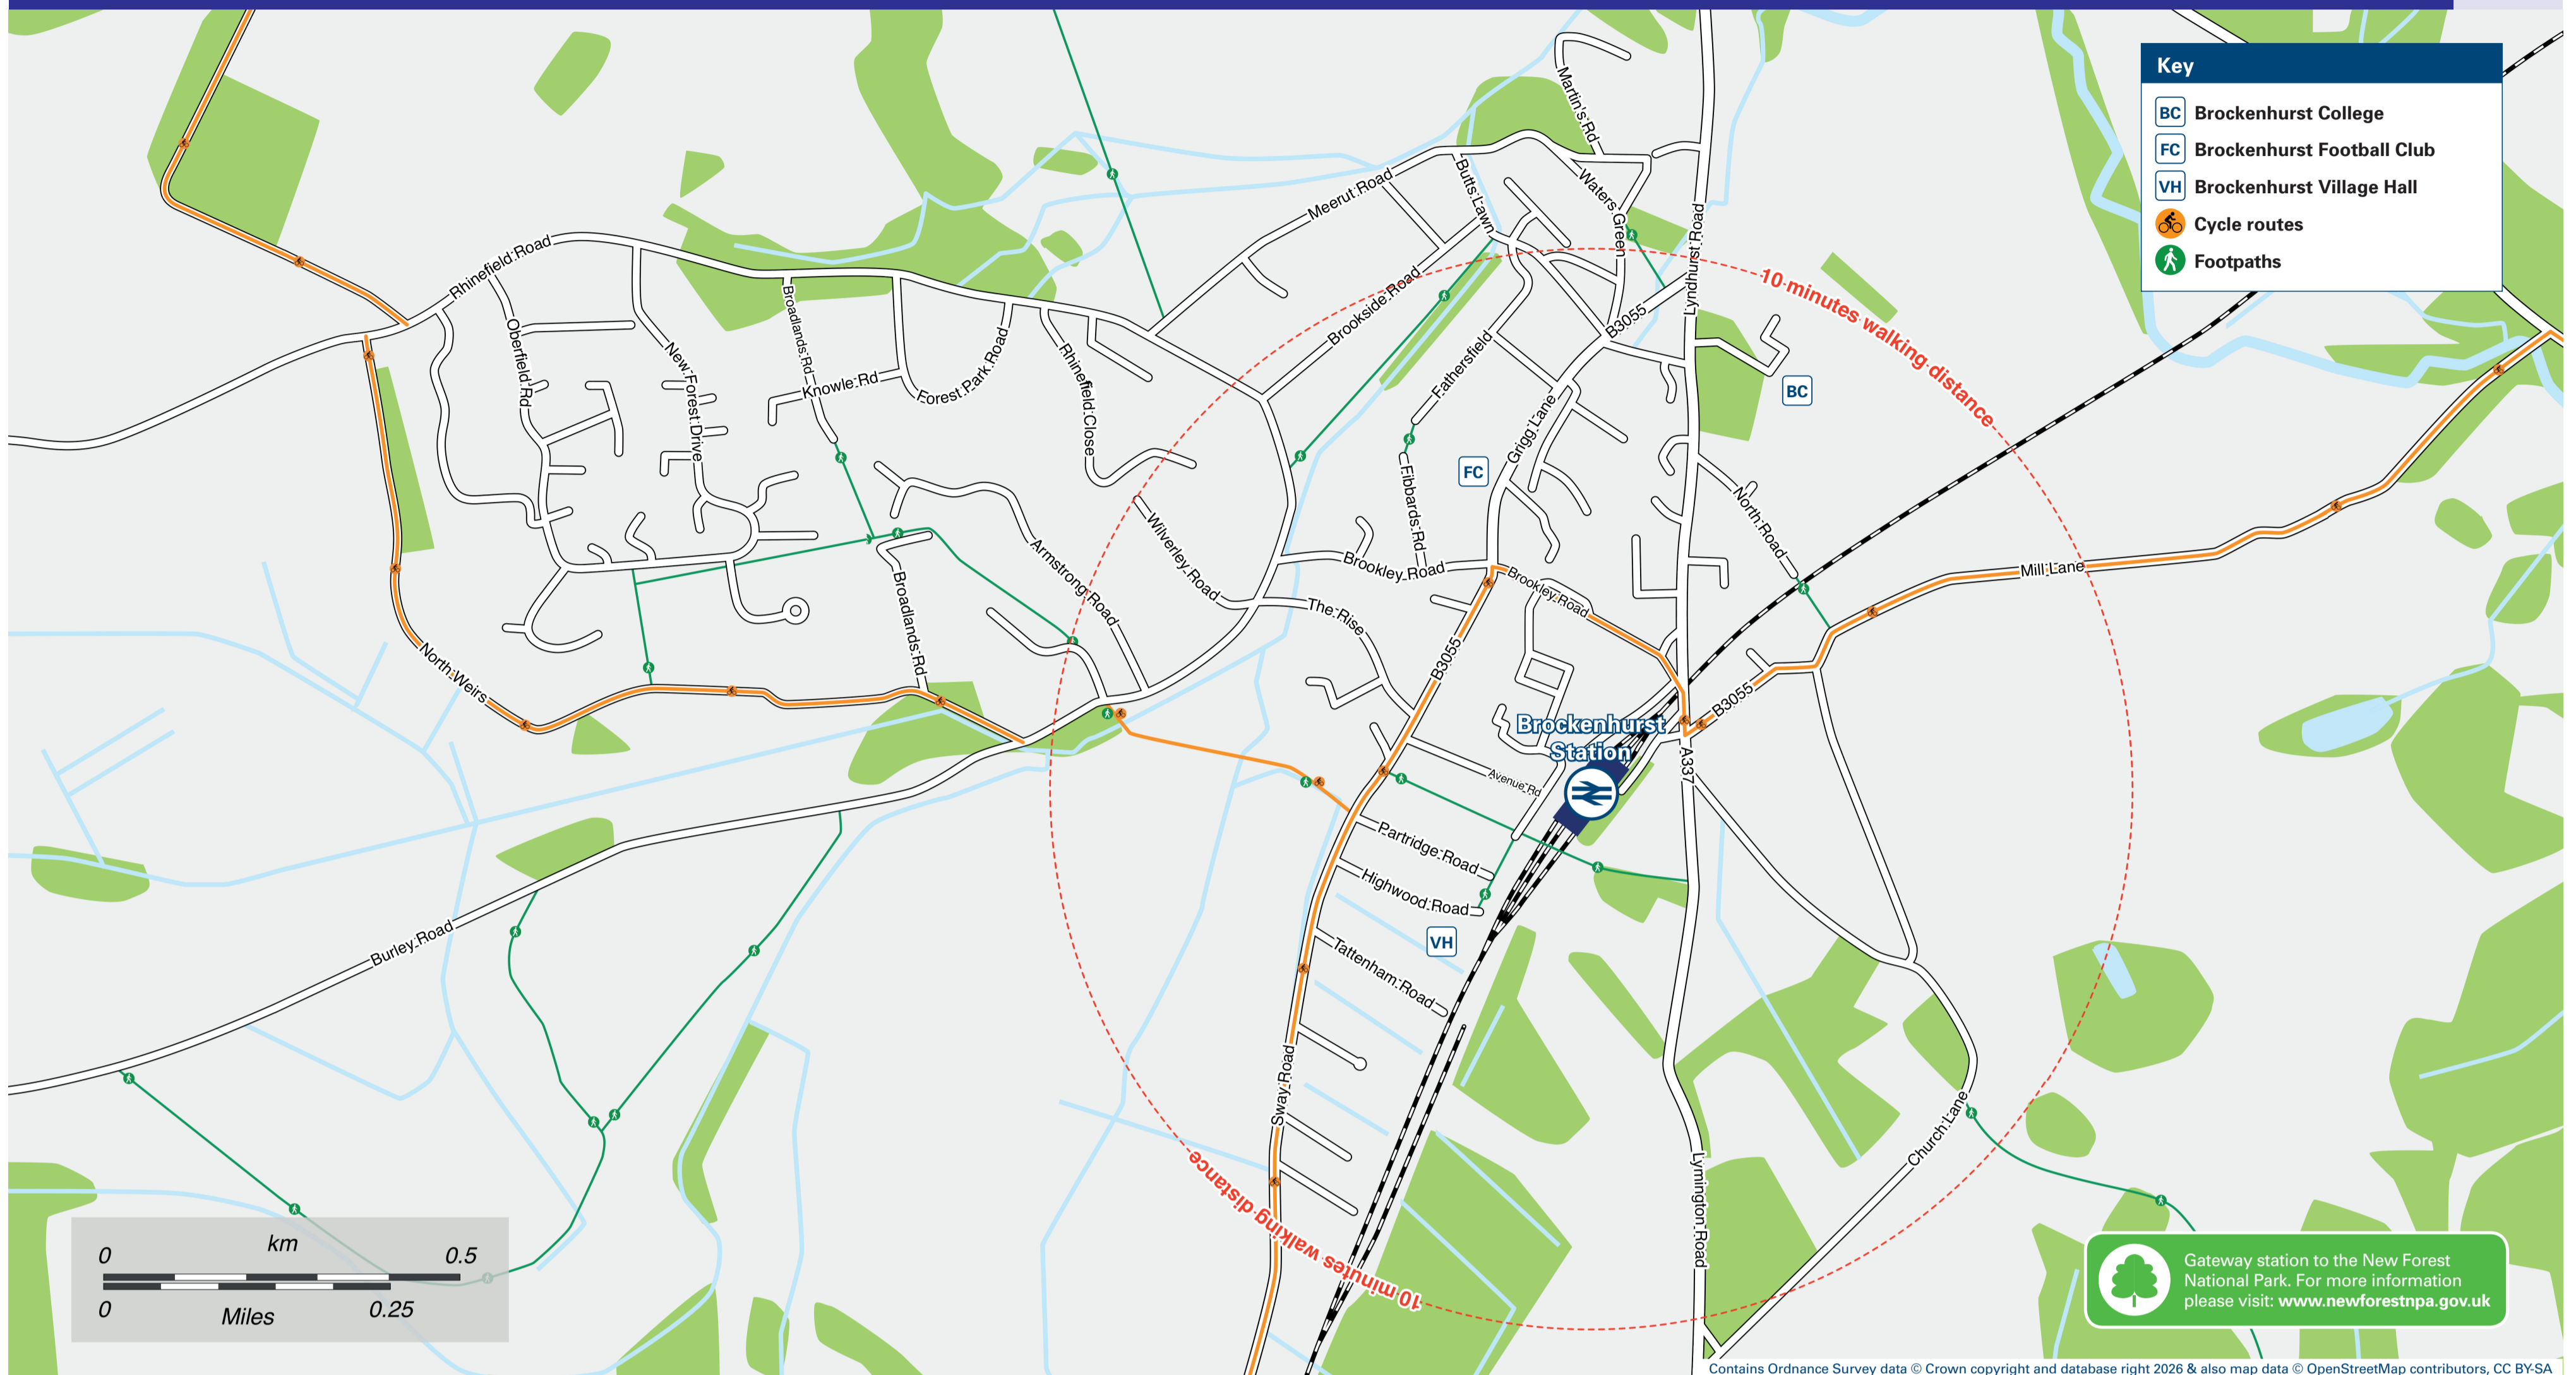 Key
BC Brockenhurst College
FC Brockenhurst Football Club
VH Brockenhurst Village Hall
Cycle routes
Footpaths
Martin's Rd
Meerut Road
Butts Lawn
Waters Green
Lyndhurst Road
10 minutes walking distance
Rhinefield Road
Brookside Road
B3055
Oberfield Rd
New Forest Drive
Broadlands Rd
Knowle Rd
Forest Park Road
Rhinefield Close
Fathersfield
Grigg Lane
BC
FC
Fibbards Rd
North Road
Wilverley Road
Armstrong Road
Brookley Road
Brookley Road
Mill Lane
The Rise
Broadlands Rd
North Weirs
B3055
B3055
Brockenhurst
Station
A337
Avenue Rd
Partridge Road
Highwood Road
VH
Tattenham Road
Burley Road
Sway Road
Church Lane
Lymington Road
10 minutes walking distance
0 km 0.5
0 Miles 0.25
Gateway station to the New Forest
National Park. For more information
please visit: www.newforestnpa.gov.uk
Contains Ordnance Survey data © Crown copyright and database right 2026 & also map data © OpenStreetMap contributors, CC BY-SA